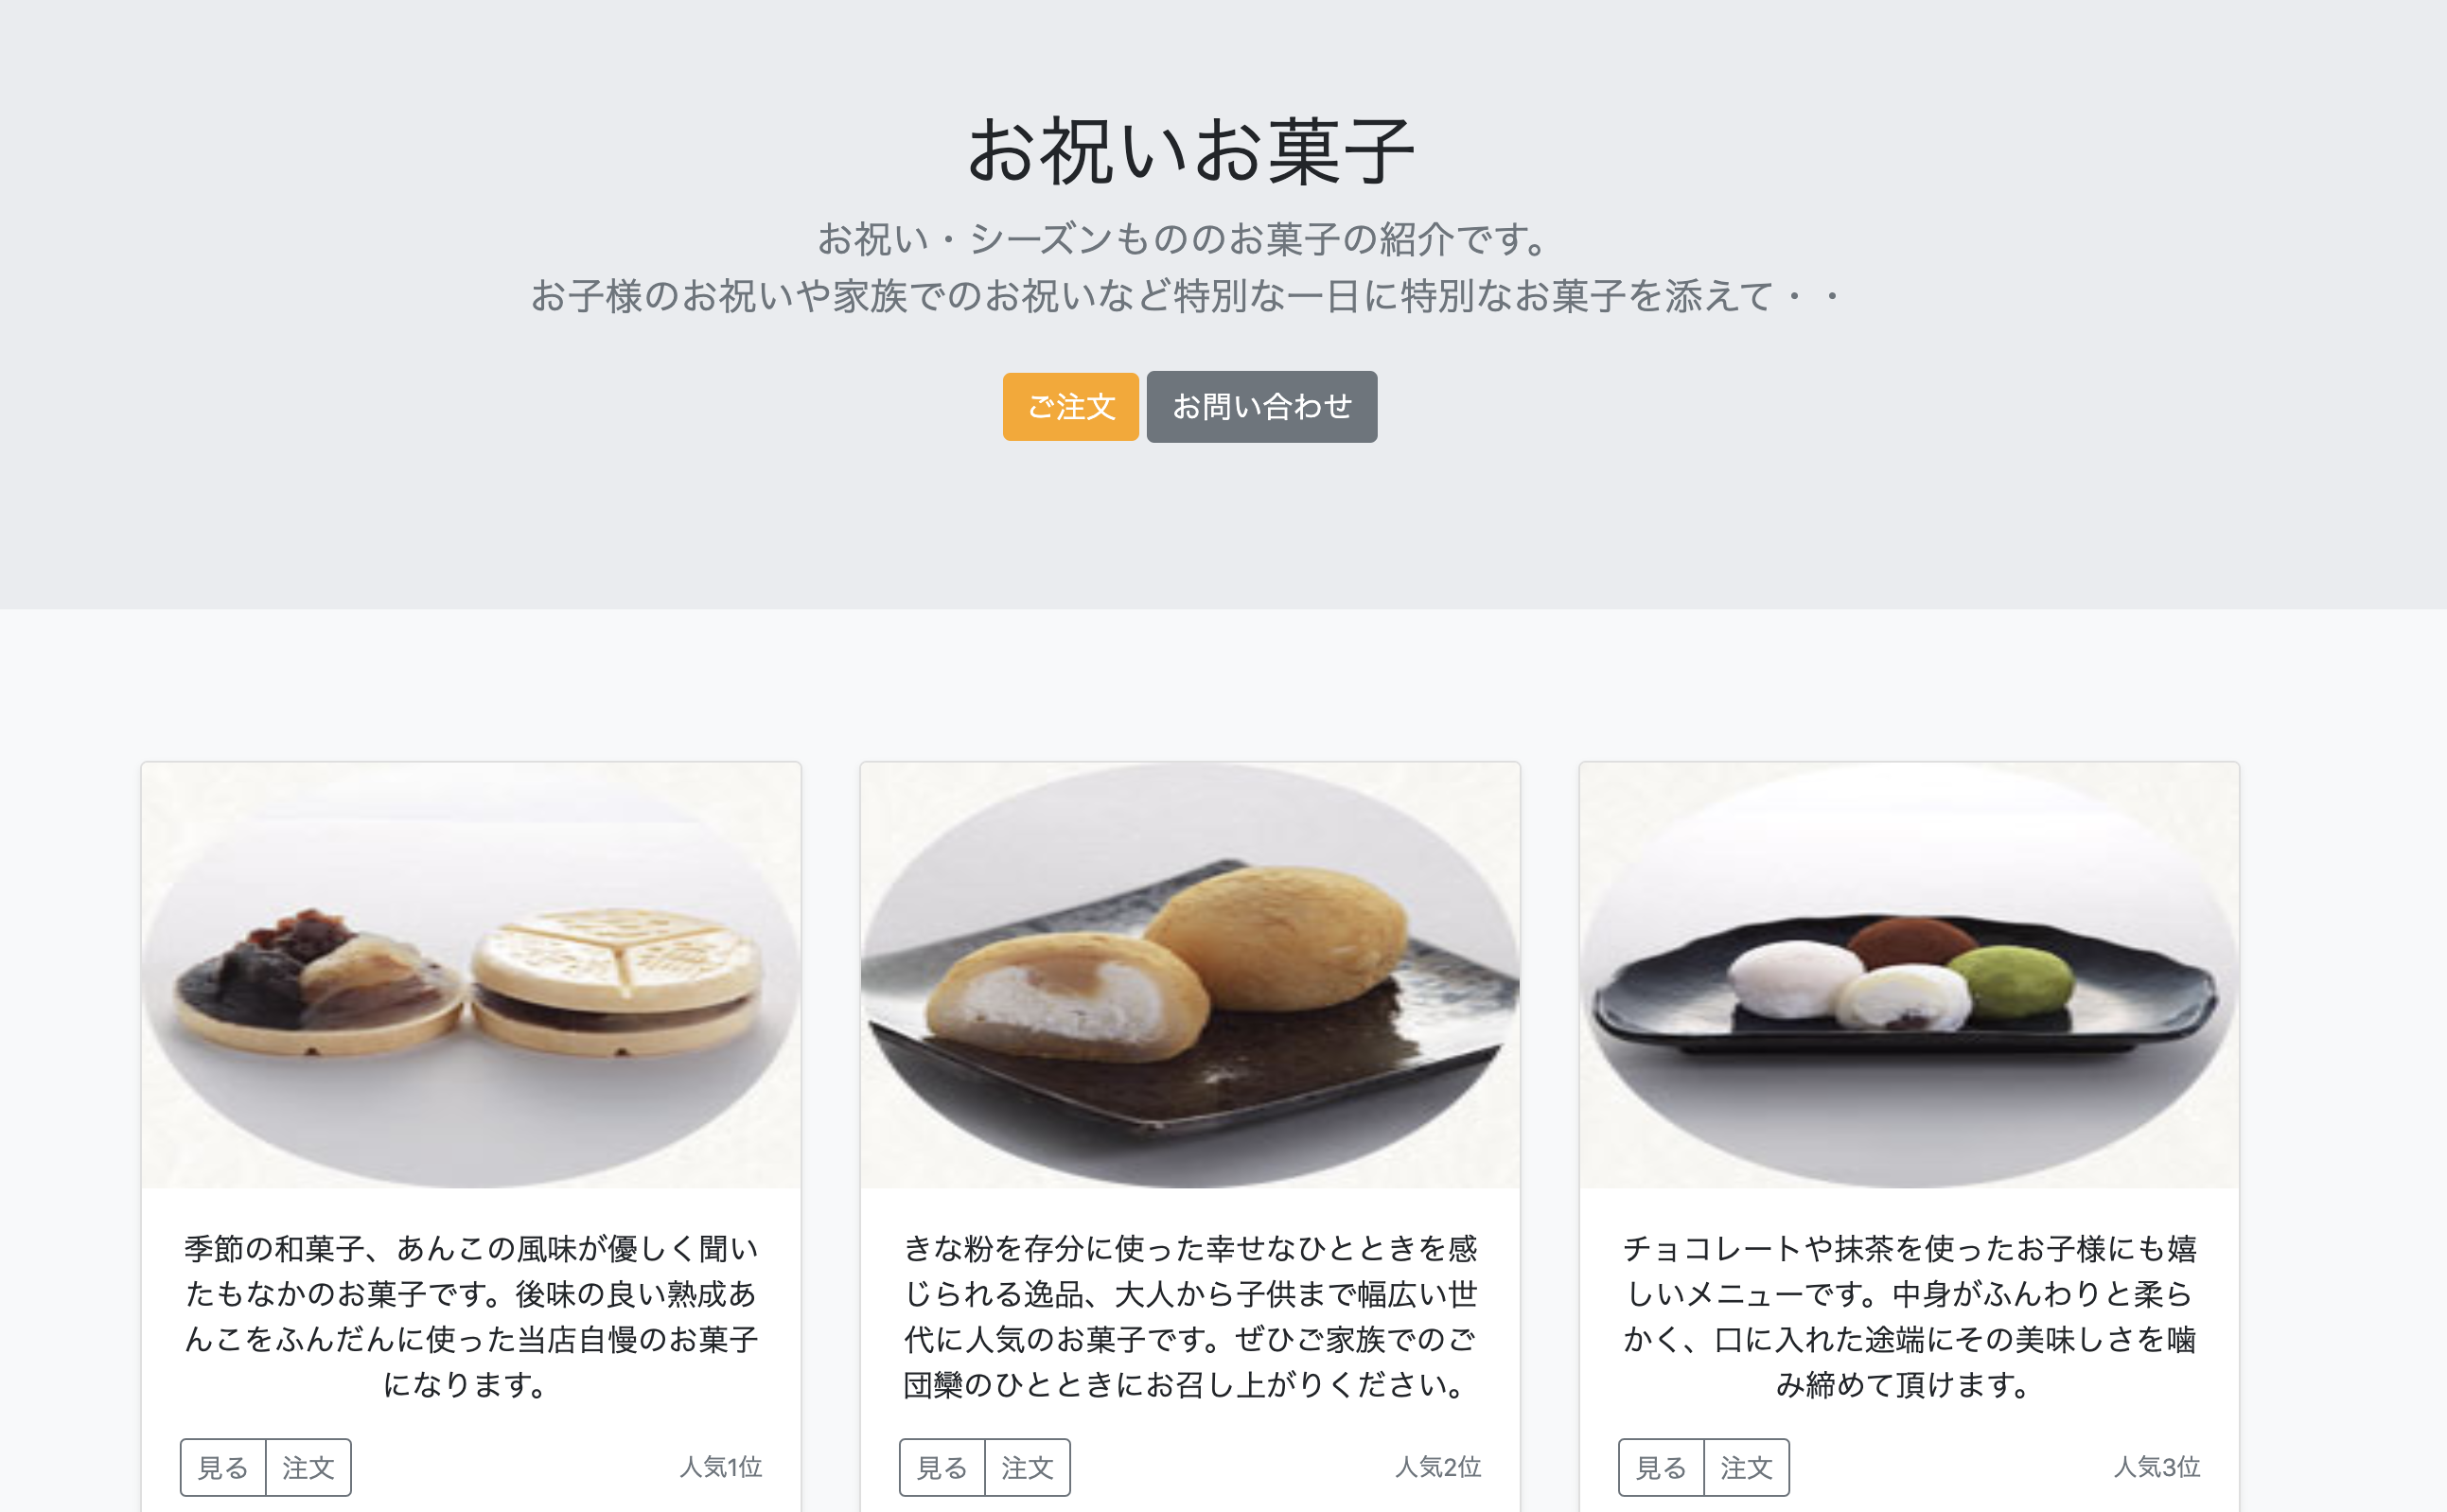 お祝いお菓子
お祝い・シーズンもののお菓子の紹介です。
お子様のお祝いや家族でのお祝いなど特別な一日に特別なお菓子を添えて・・
ご注文 お問い合わせ
季節の和菓子、あんこの風味が優しく聞い
たもなかのお菓子です。後味の良い熟成あ
んこをふんだんに使った当店自慢のお菓子
になります。
見る 注文 人気1位
きな粉を存分に使った幸せなひとときを感
じられる逸品、大人から子供まで幅広い世
代に人気のお菓子です。ぜひご家族でのご
団欒のひとときにお召し上がりください。
見る 注文 人気2位
チョコレートや抹茶を使ったお子様にも嬉
しいメニューです。中身がふんわりと柔ら
かく、口に入れた途端にその美味しさを噛
み締めて頂けます。
見る 注文 人気3位